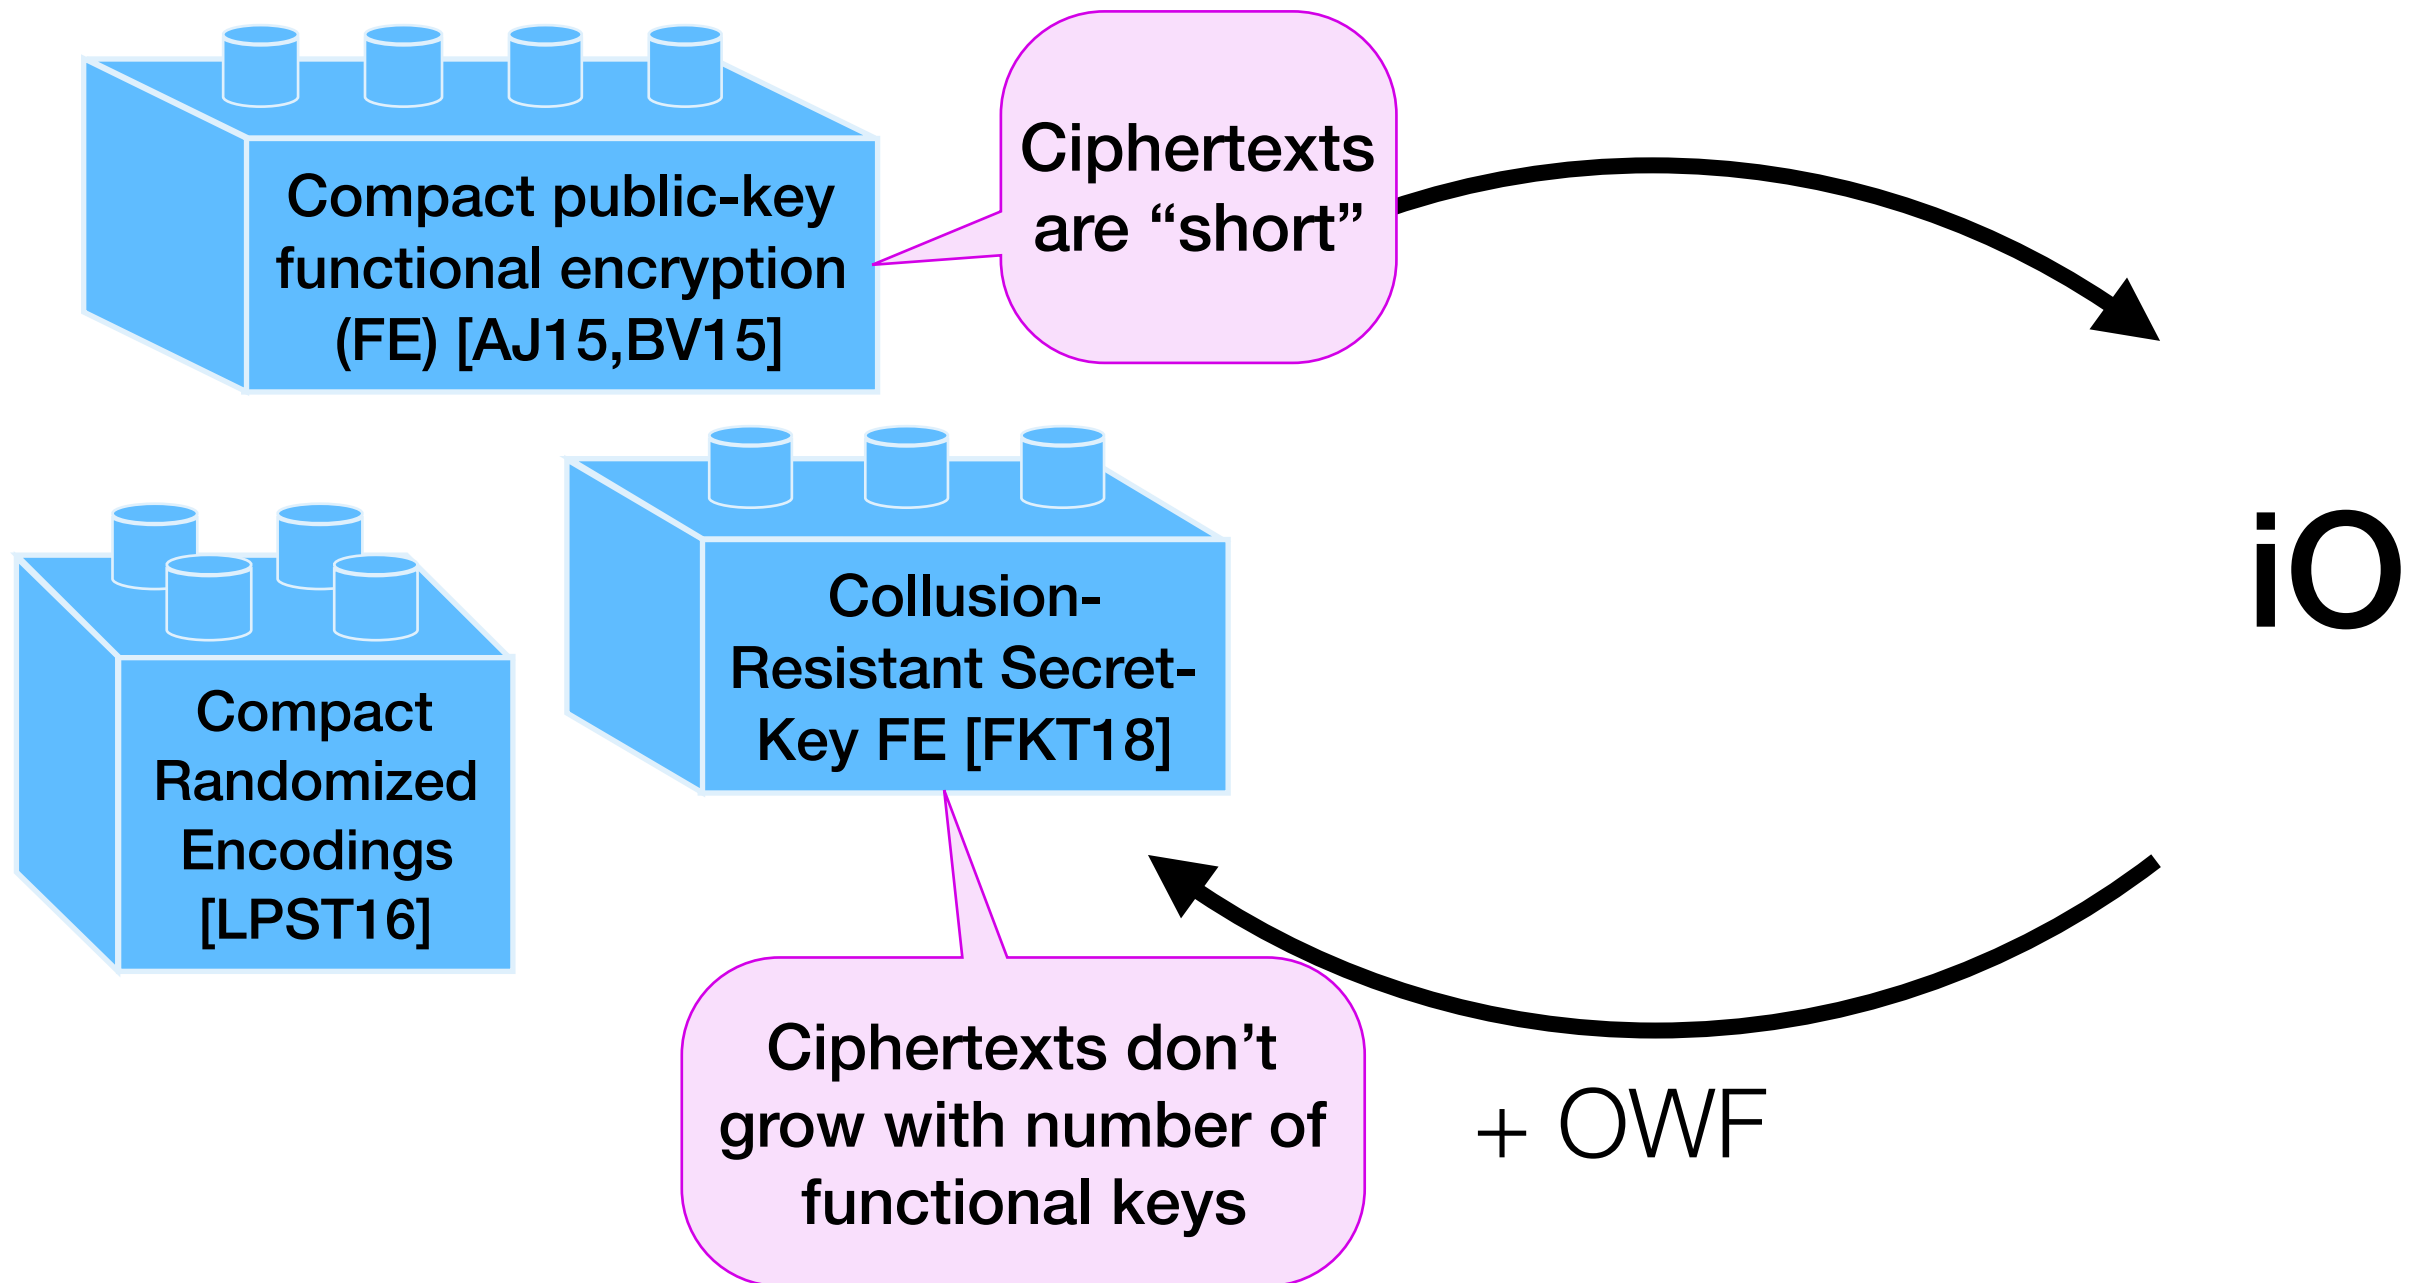 Compact public-key
functional encryption
(FE) [AJ15,BV15]
Ciphertexts
are “short”
Collusion-
Resistant Secret-
Key FE [FKT18]
Compact
Randomized
Encodings
[LPST16]
iO
Ciphertexts don’t
grow with number of
functional keys
+ OWF